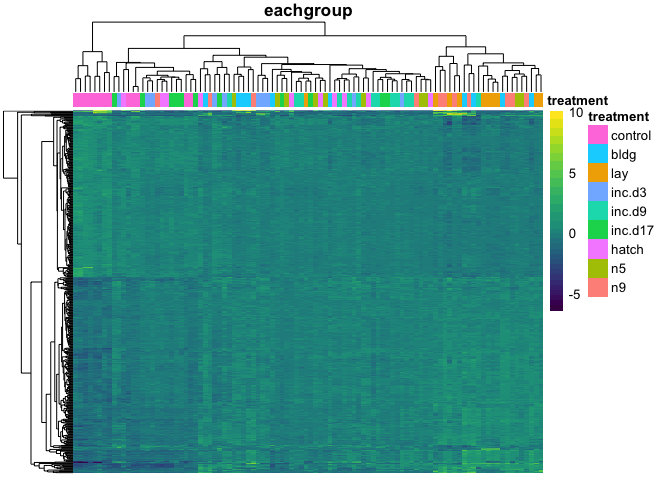 eachgroup
treatment
10
5
0
-5
treatment
control
bldg
lay
inc.d3
inc.d9
inc.d17
hatch
n5
n9